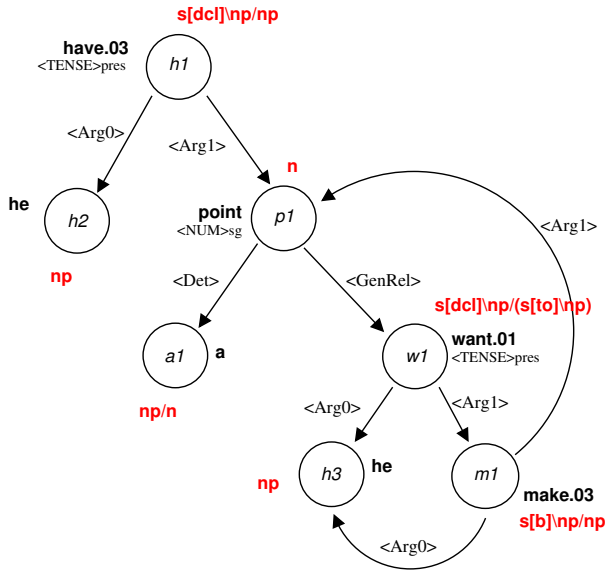 s[dcl]\np/np
have.03
<TENSE>pres
h1
<Arg0>
<Arg1>
n
he
h2
point
<NUM>sg
p1
<Arg1>
np
<Det>
<GenRel>
s[dcl]\np/(s[to]\np)
a1
a
w1
want.01
<TENSE>pres
np/n
<Arg0>
<Arg1>
np
h3
he
m1
make.03
s[b]\np/np
<Arg0>